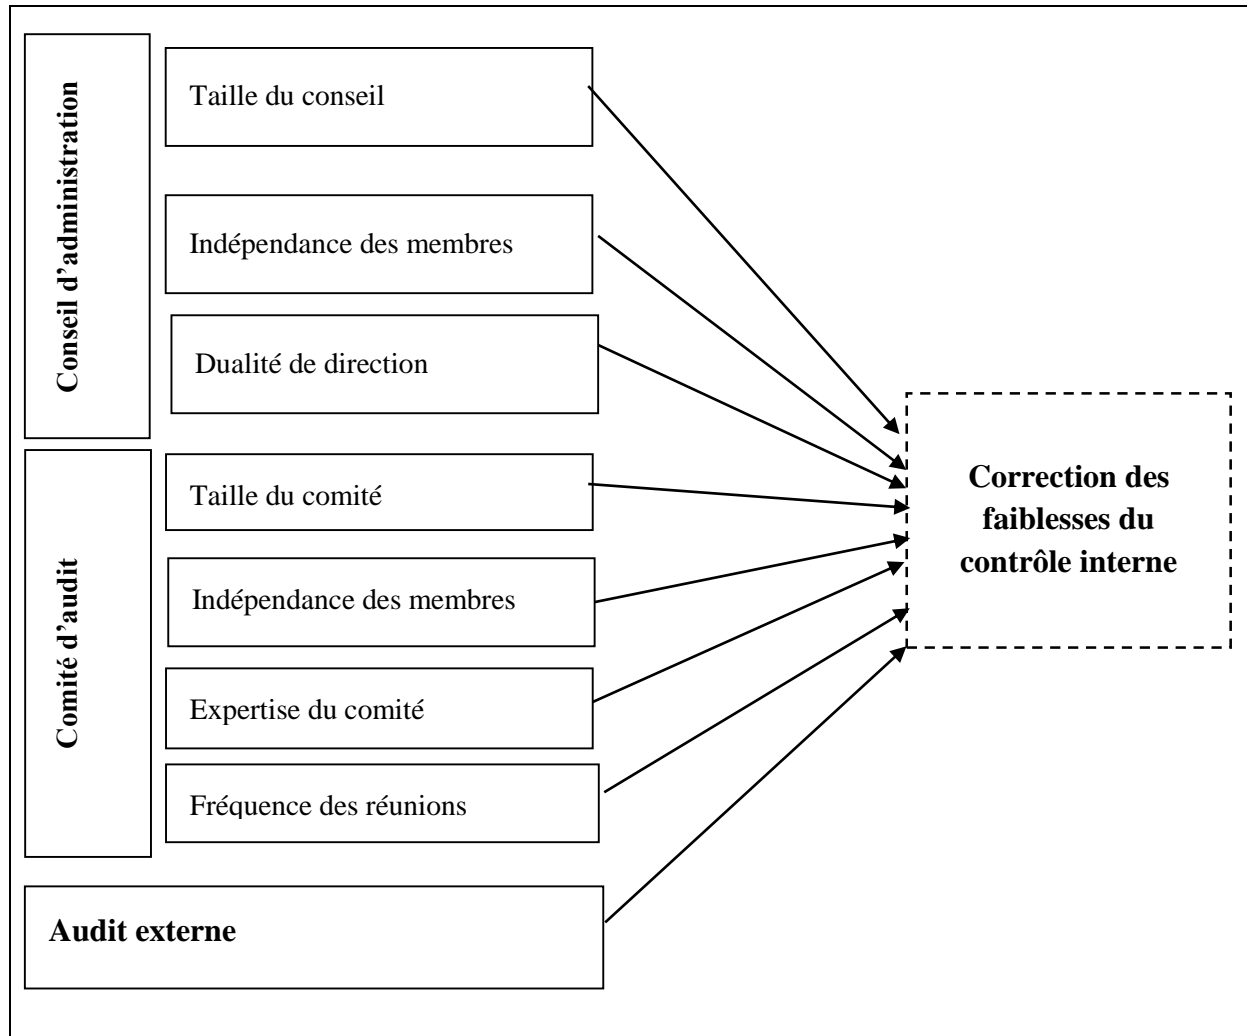 Conseil d’administration
Taille du conseil
Indépendance des membres
Dualité de direction
Comité d’audit
Taille du comité
Indépendance des membres
Expertise du comité
Fréquence des réunions
Audit externe
Correction des
faiblesses du
contrôle interne